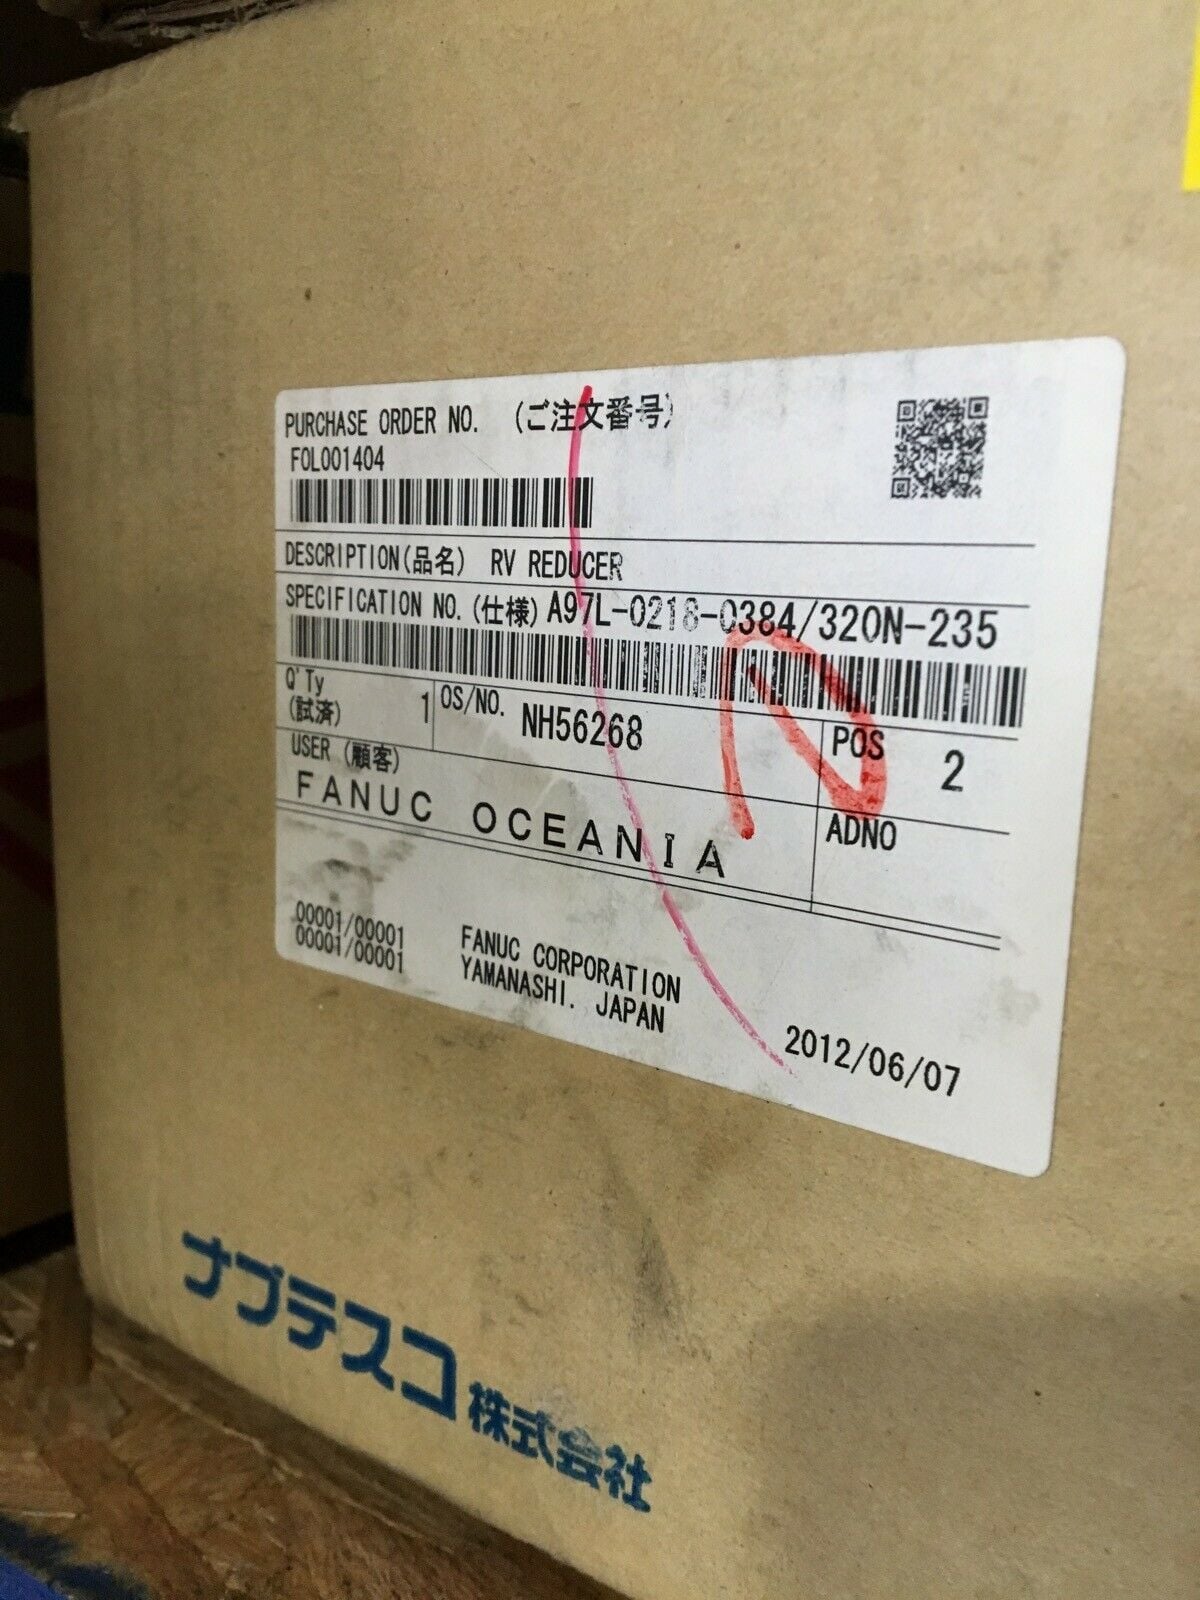 PURCHASE ORDER NO. (ご注文番号)
FOL001404
DESCRIPTION(品名) RV REDUCER
SPECIFICATION NO.(仕様) A97L-0218-0384/320N-235
Q'Ty
(試済) 1 OS/NO. NH56268 POS 2
USER (顧客)
FANUC OCEANIA ADNO
00001/00001
00001/00001
FANUC CORPORATION
YAMANASHI. JAPAN
2012/06/07
ナブテスコ 株式会社